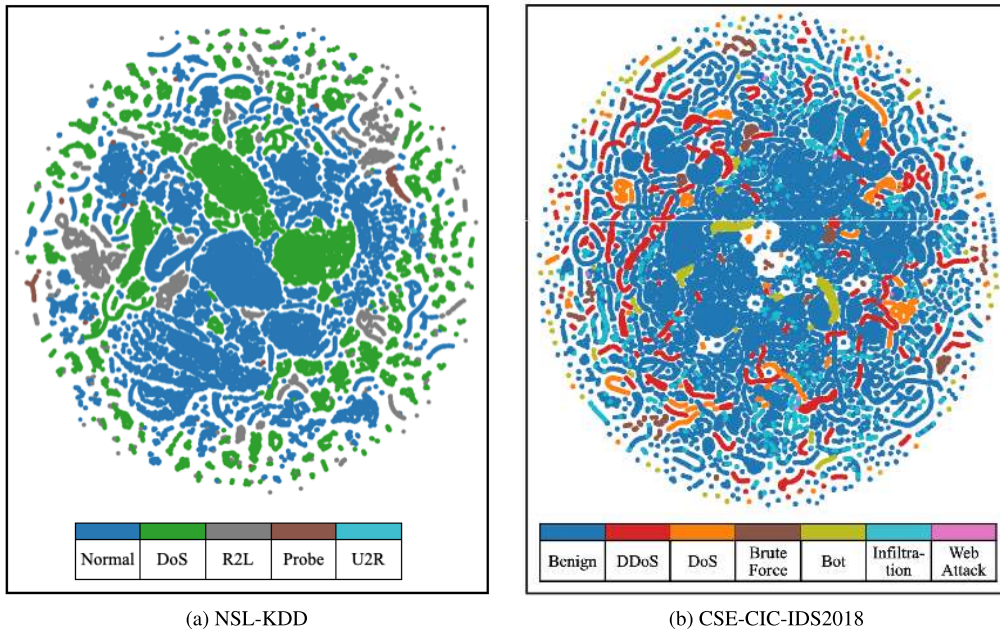 Normal DoS R2L Probe U2R
Benign DDoS DoS Brute Force Bot Infiltra-tion Web Attack
(a) NSL-KDD
(b) CSE-CIC-IDS2018